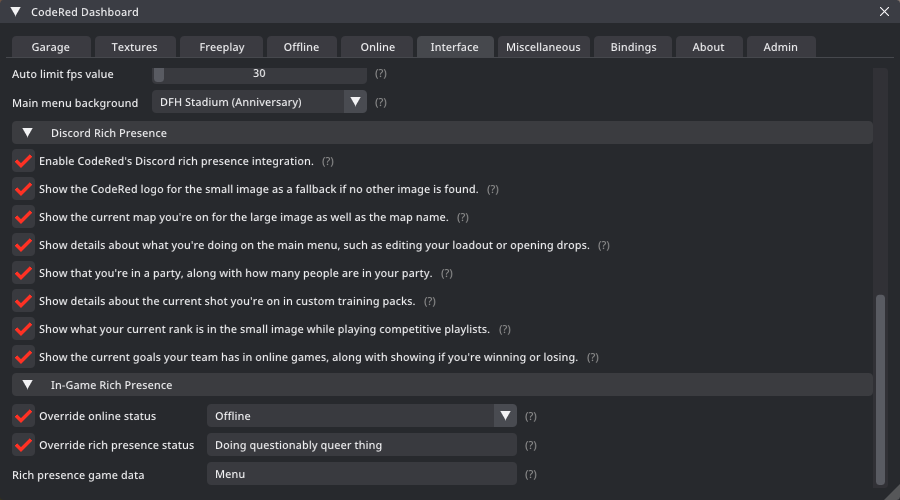 CodeRed Dashboard
Garage Textures Freeplay Offline Online Interface Miscellaneous Bindings About Admin
Auto limit fps value 30 (?)
Main menu background DFH Stadium (Anniversary) (?)
Discord Rich Presence
Enable CodeRed's Discord rich presence integration. (?)
Show the CodeRed logo for the small image as a fallback if no other image is found. (?)
Show the current map you're on for the large image as well as the map name. (?)
Show details about what you're doing on the main menu, such as editing your loadout or opening drops. (?)
Show that you're in a party, along with how many people are in your party. (?)
Show details about the current shot you're on in custom training packs. (?)
Show what your current rank is in the small image while playing competitive playlists. (?)
Show the current goals your team has in online games, along with showing if you're winning or losing. (?)
In-Game Rich Presence
Override online status Offline (?)
Override rich presence status Doing questionably queer thing (?)
Rich presence game data Menu (?)